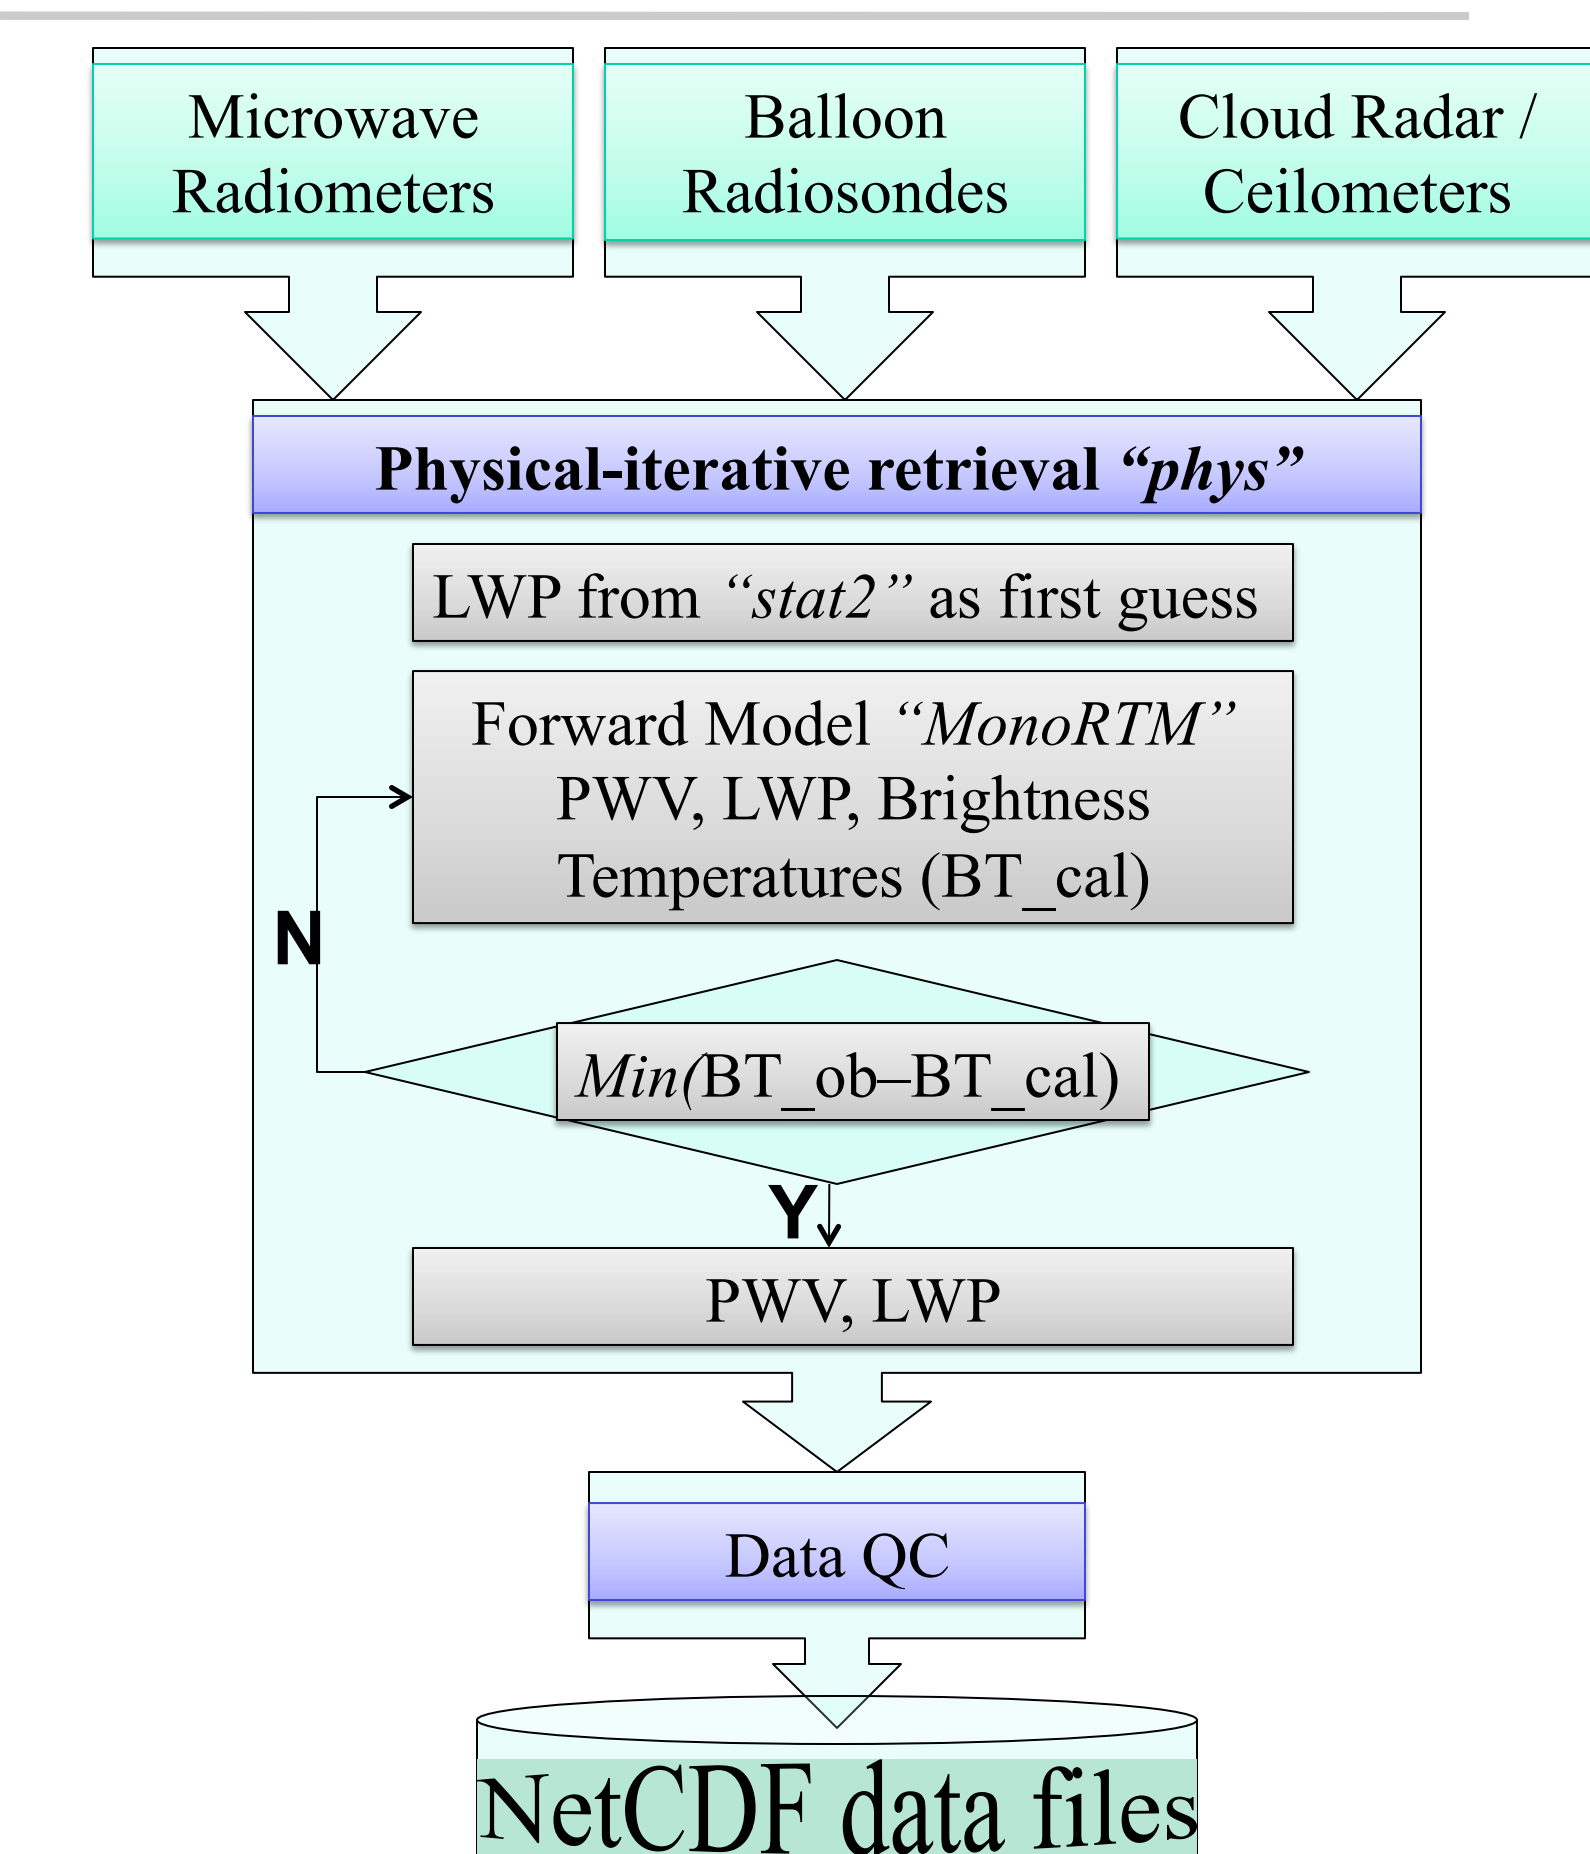 Microwave
Radiometers
Balloon
Radiosondes
Cloud Radar /
Ceilometers
Physical-iterative retrieval “phys”
LWP from “stat2” as first guess
Forward Model “MonoRTM”
PWV, LWP, Brightness
Temperatures (BT_cal)
N
Min(BT_ob–BT_cal)
Y
PWV, LWP
Data QC
NetCDF data files